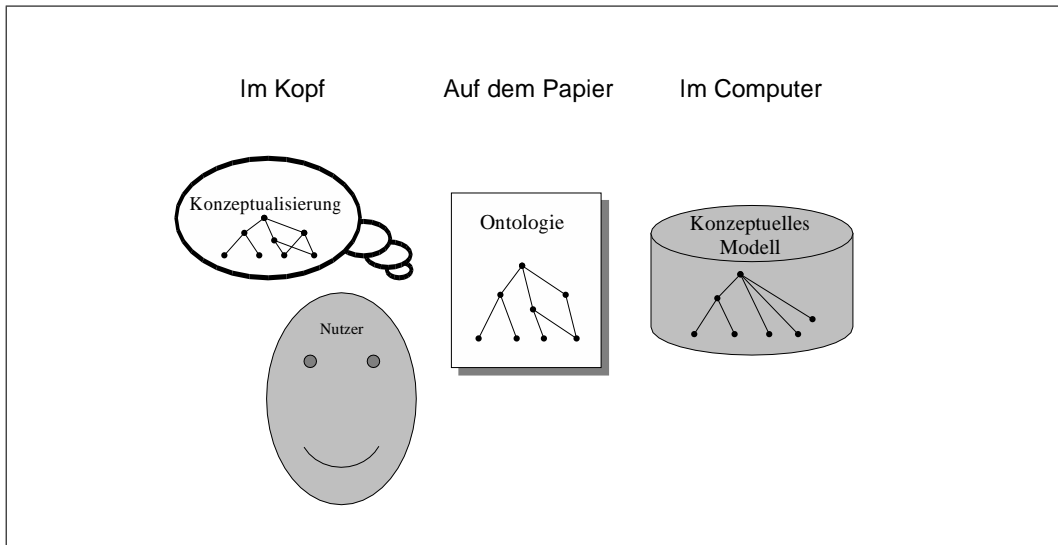 Im Kopf
Auf dem Papier
Im Computer
Konzeptualisierung
Ontologie
Konzeptuelles
Modell
Nutzer